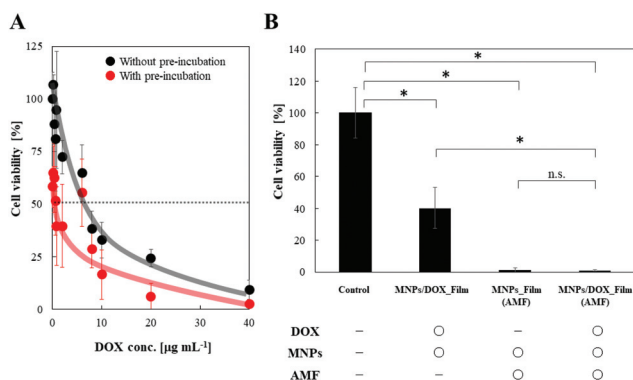 A
Cell viability [%]
125
100
75
50
25
0
Without pre-incubation
With pre-incubation
0 10 20 30 40
DOX conc. [μg mL⁻¹]
B
Cell viability [%]
140
120
100
80
60
40
20
0
*
*
*
*
n.s.
Control MNPs/DOX_Film MNPs_Film MNPs/DOX_Film
(AMF) (AMF)
DOX – ○ – ○
MNPs – ○ ○ ○
AMF – – ○ ○